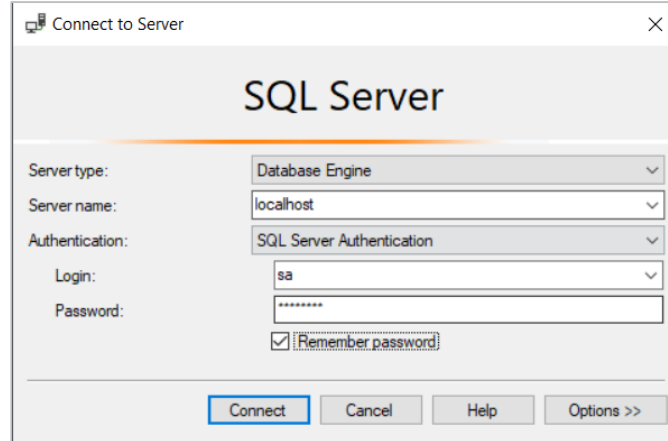 Connect to Server
SQL Server
Server type: Database Engine
Server name: localhost
Authentication: SQL Server Authentication
Login: sa
Password: ********
Remember password
Connect Cancel Help Options >>